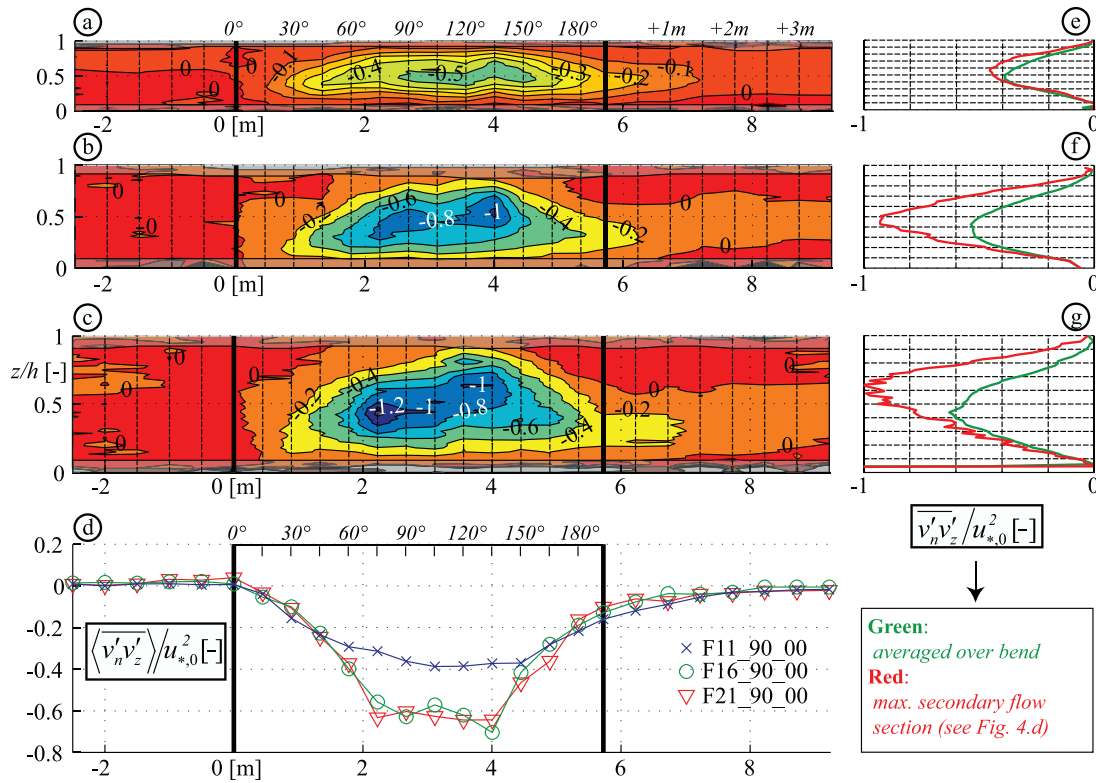 a 0° 30° 60° 90° 120° 150° 180° +1m +2m +3m e
1 0.5 0
0 0 -0.1 -0.4 -0.5 -0.3 -0.2 -0.1 0
-2 0 [m] 2 4 6 8 -1 0
b f
1 0.5 0
0 0 -0.2 -0.6 -0.8 -1 -0.4 -0.2 0 0
-2 0 [m] 2 4 6 8 -1 0
c g
1 z/h [-] 0.5 0
0 0 0 -0.2 -0.4 -1.2 -1 -1 -0.8 -0.6 -0.4 -0.2 0 0
-2 0 [m] 2 4 6 8 -1 0
v′n v′z / u²*,0 [-]
d 0° 30° 60° 90° 120° 150° 180°
0.2
0
-0.2
-0.4
-0.6
-0.8
⟨v′n v′z⟩ / u²*,0 [-]
F11_90_00
F16_90_00
F21_90_00
-2 0 [m] 2 4 6 8
Green:
averaged over bend
Red:
max. secondary flow
section (see Fig. 4.d)